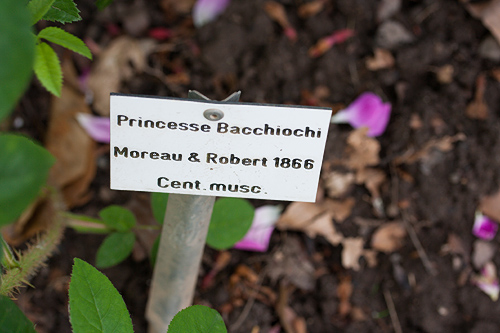 Princesse Bacchiochi
Moreau & Robert 1866
Cent. musc.